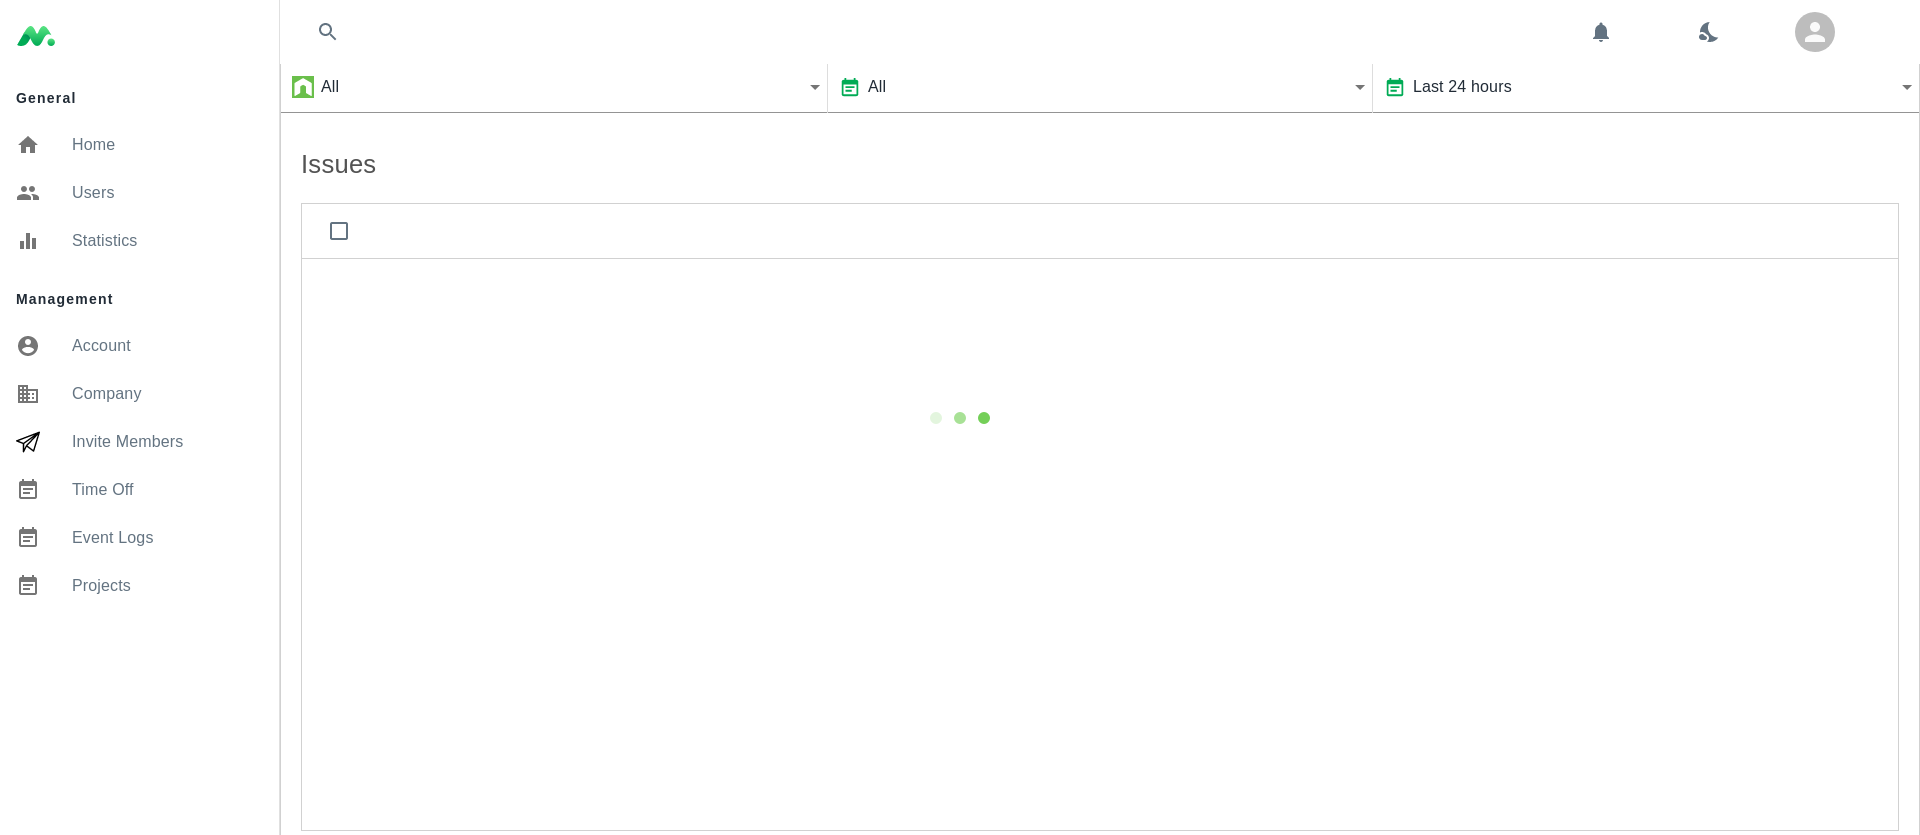 General
Home
Users
Statistics
Management
Account
Company
Invite Members
Time Off
Event Logs
Projects
All
All
Last 24 hours
Issues